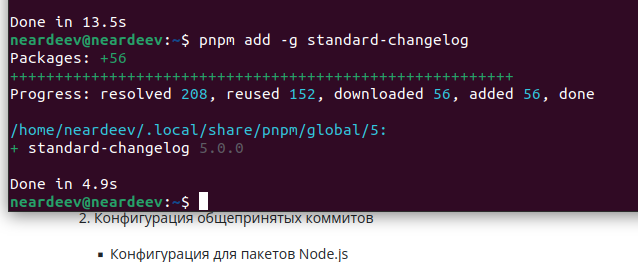 Done in 13.5s
neardeev@neardeev:~$ pnpm add -g standard-changelog
Packages: +56
++++++++++++++++++++++++++++++++++++++++++++++++++++++++
Progress: resolved 208, reused 152, downloaded 56, added 56, done
/home/neardeev/.local/share/pnpm/global/5:
+ standard-changelog 5.0.0
Done in 4.9s
neardeev@neardeev:~$
2. Конфигурация общепринятых коммитов
▪ Конфигурация для пакетов Node.js